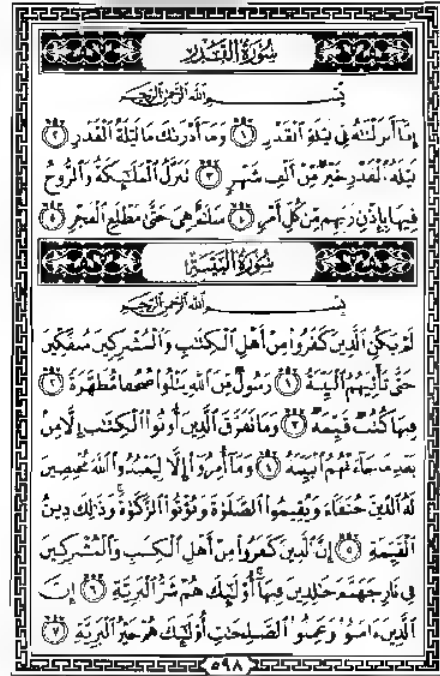 سُورَةُ القَدْرِ
بِسْمِ اللَّهِ الرَّحْمَٰنِ الرَّحِيمِ
إِنَّا أَنزَلْنَٰهُ فِي لَيْلَةِ الْقَدْرِ ١ وَمَا أَدْرَىٰكَ مَا لَيْلَةُ الْقَدْرِ ٢
لَيْلَةُ الْقَدْرِ خَيْرٌ مِّنْ أَلْفِ شَهْرٍ ٣ تَنَزَّلُ الْمَلَٰئِكَةُ وَالرُّوحُ
فِيهَا بِإِذْنِ رَبِّهِم مِّن كُلِّ أَمْرٍ ٤ سَلَٰمٌ هِيَ حَتَّىٰ مَطْلَعِ الْفَجْرِ ٥
سُورَةُ البَيِّنَةِ
بِسْمِ اللَّهِ الرَّحْمَٰنِ الرَّحِيمِ
لَمْ يَكُنِ الَّذِينَ كَفَرُوا مِنْ أَهْلِ الْكِتَٰبِ وَالْمُشْرِكِينَ مُنفَكِّينَ
حَتَّىٰ تَأْتِيَهُمُ الْبَيِّنَةُ ١ رَسُولٌ مِّنَ اللَّهِ يَتْلُوا صُحُفًا مُّطَهَّرَةً ٢
فِيهَا كُتُبٌ قَيِّمَةٌ ٣ وَمَا تَفَرَّقَ الَّذِينَ أُوتُوا الْكِتَٰبَ إِلَّا مِنْ
بَعْدِ مَا جَاءَتْهُمُ الْبَيِّنَةُ ٤ وَمَا أُمِرُوا إِلَّا لِيَعْبُدُوا اللَّهَ مُخْلِصِينَ
لَهُ الدِّينَ حُنَفَاءَ وَيُقِيمُوا الصَّلَوٰةَ وَيُؤْتُوا الزَّكَوٰةَ وَذَٰلِكَ دِينُ
الْقَيِّمَةِ ٥ إِنَّ الَّذِينَ كَفَرُوا مِنْ أَهْلِ الْكِتَٰبِ وَالْمُشْرِكِينَ
فِي نَارِ جَهَنَّمَ خَٰلِدِينَ فِيهَا أُولَٰئِكَ هُمْ شَرُّ الْبَرِيَّةِ ٦ إِنَّ
الَّذِينَ ءَامَنُوا وَعَمِلُوا الصَّٰلِحَٰتِ أُولَٰئِكَ هُمْ خَيْرُ الْبَرِيَّةِ ٧
٥٩٨